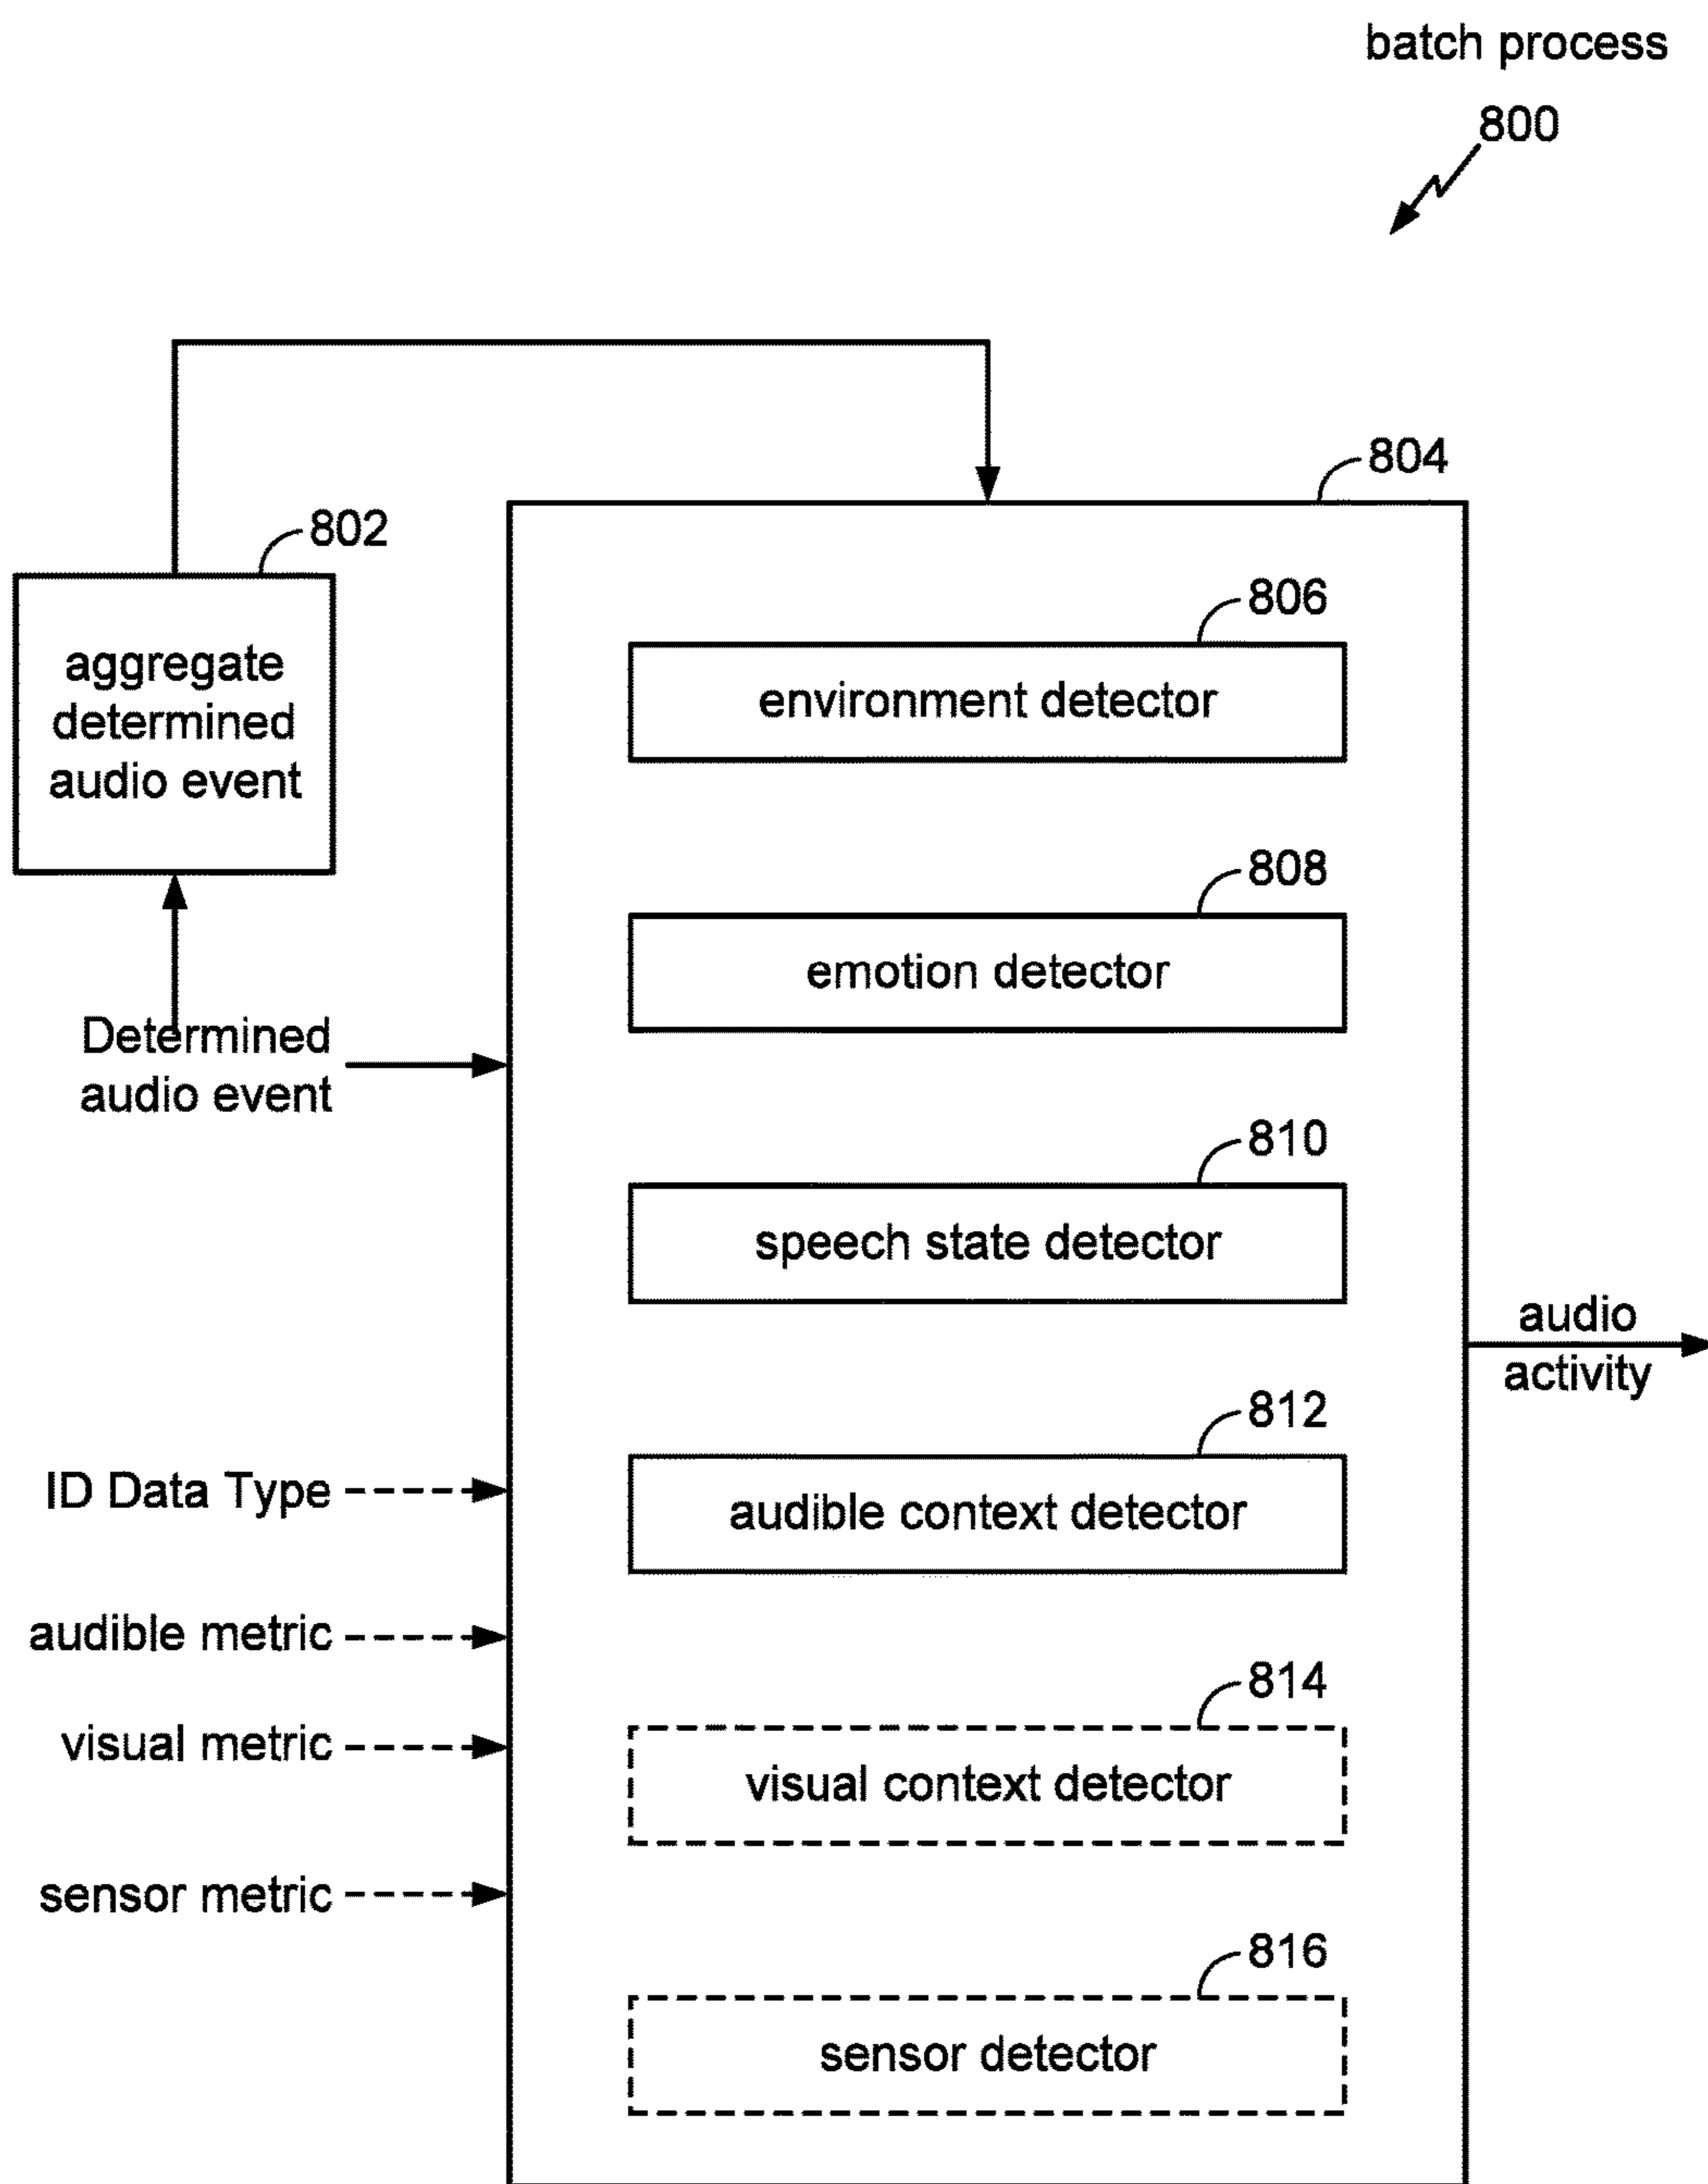 batch process
800
804
802
aggregate
determined
audio event
806
environment detector
808
emotion detector
Determined
audio event
810
speech state detector
audio
activity
812
ID Data Type
audible context detector
audible metric
814
visual metric
visual context detector
sensor metric
816
sensor detector